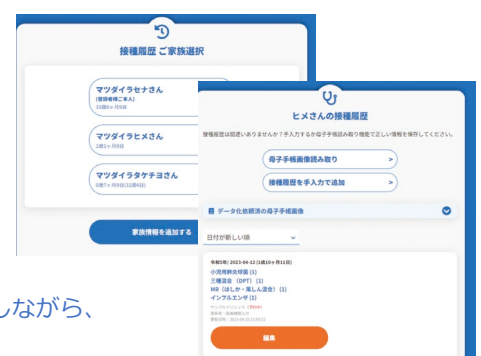 接種履歴 ご家族選択
マツダイラセナさん
(登録者様ご本人)
マツダイラヒメさん
2歳1ヶ月9日
マツダイラタケチヨさん
家族情報を追加する
ヒメさんの接種履歴
接種履歴は間違いありませんか？手入力するか母子手帳読み取り機能で正しい情報を保存してください。
母子手帳画像読み取り >
接種履歴を手入力で追加 >
データ化依頼済の母子手帳画像
日付が新しい順
令和5年/ 2023-04-12 (1歳10ヶ月11日)
小児用肺炎球菌 (1)
三種混合 (DPT) (1)
MR（はしか・風しん混合） (1)
インフルエンザ (1)
編集
しながら、